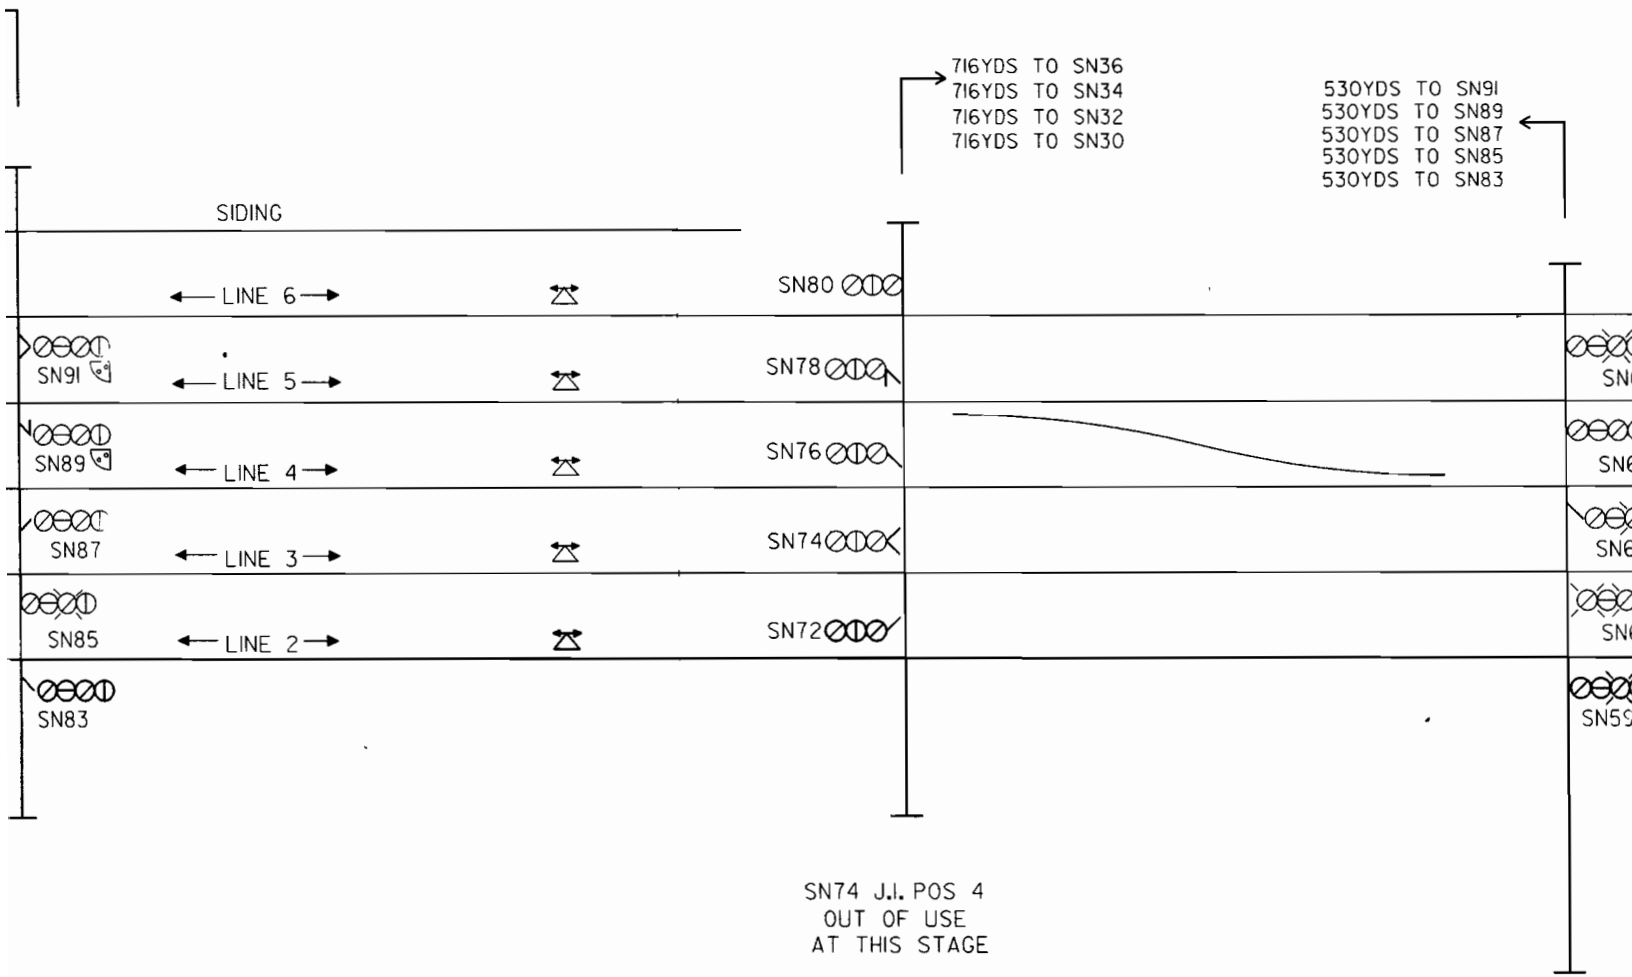 716YDS TO SN36
716YDS TO SN34
716YDS TO SN32
716YDS TO SN30
530YDS TO SN91
530YDS TO SN89
530YDS TO SN87
530YDS TO SN85
530YDS TO SN83
SIDING
LINE 6
SN80
SN91
LINE 5
SN78
SN89
LINE 4
SN76
SN87
LINE 3
SN74
SN85
LINE 2
SN72
SN83
SN59
SN74 J.I. POS 4
OUT OF USE
AT THIS STAGE